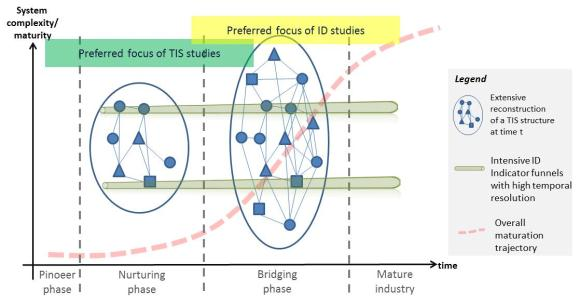 System
complexity/
maturity
Preferred focus of ID studies
Preferred focus of TIS studies
Legend
Extensive
reconstruction
of a TIS structure
at time t
Intensive ID
Indicator funnels
with high temporal
resolution
Overall
maturation
trajectory
time
Pinoeer
phase
Nurturing
phase
Bridging
phase
Mature
industry